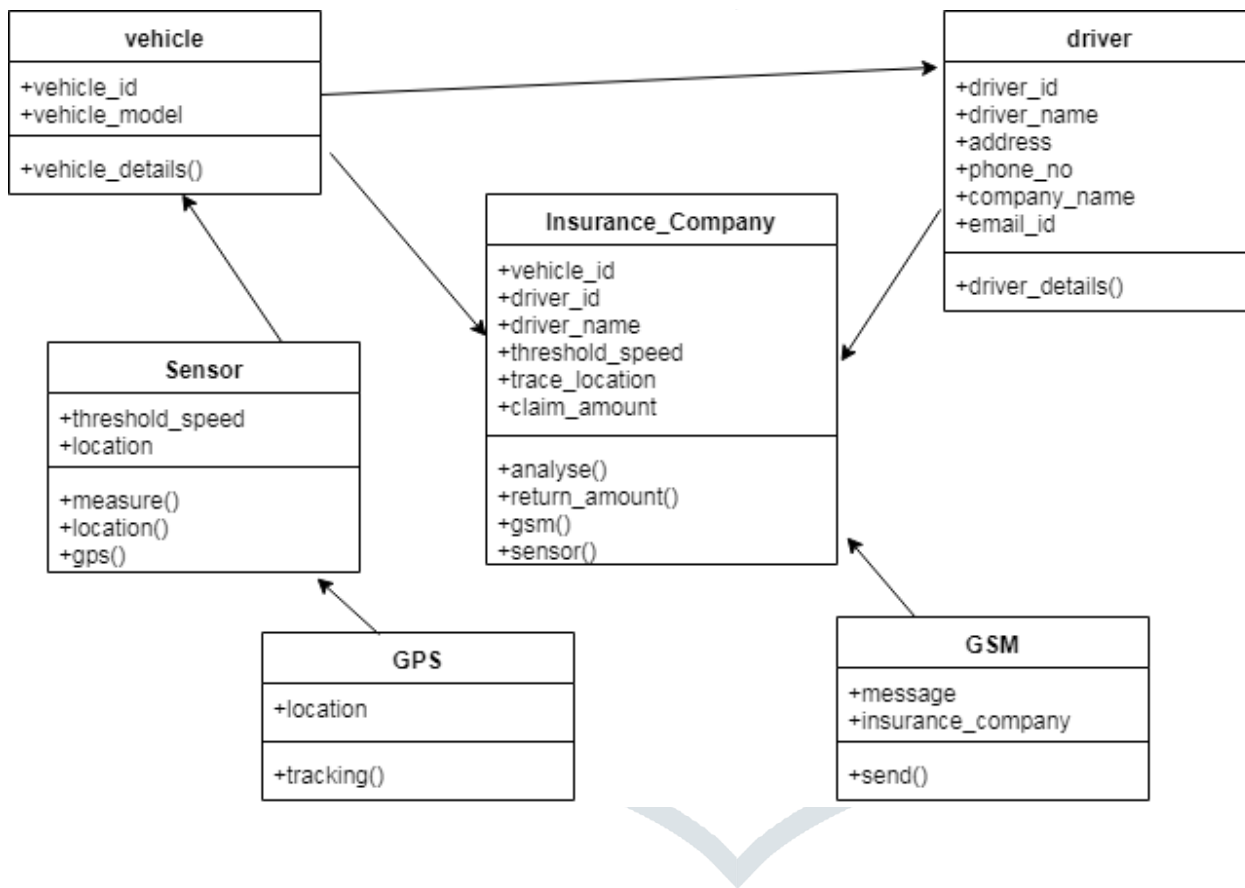 vehicle
+vehicle_id
+vehicle_model
+vehicle_details()
driver
+driver_id
+driver_name
+address
+phone_no
+company_name
+email_id
+driver_details()
Insurance_Company
+vehicle_id
+driver_id
+driver_name
+threshold_speed
+trace_location
+claim_amount
+analyse()
+return_amount()
+gsm()
+sensor()
Sensor
+threshold_speed
+location
+measure()
+location()
+gps()
GPS
+location
+tracking()
GSM
+message
+insurance_company
+send()